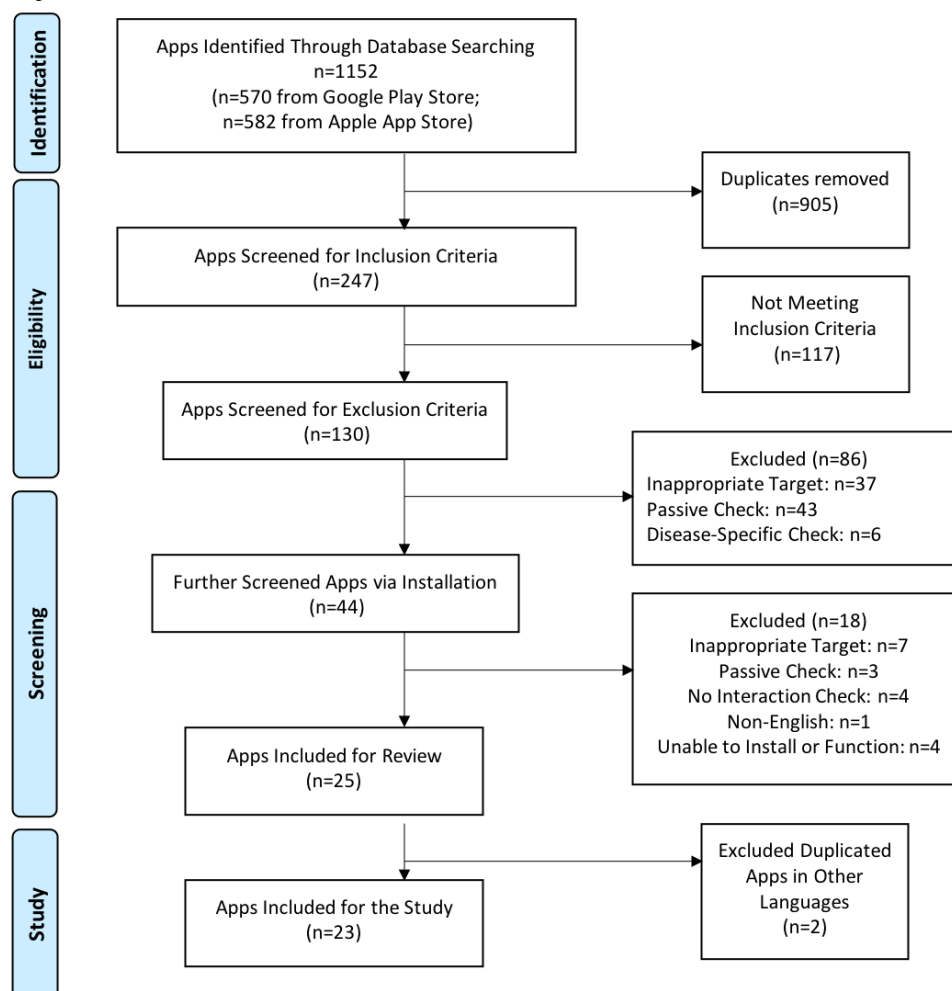 Identification
Apps Identified Through Database Searching
n=1152
(n=570 from Google Play Store;
n=582 from Apple App Store)
Duplicates removed
(n=905)
Eligibility
Apps Screened for Inclusion Criteria
(n=247)
Not Meeting
Inclusion Criteria
(n=117)
Apps Screened for Exclusion Criteria
(n=130)
Excluded (n=86)
Inappropriate Target: n=37
Passive Check: n=43
Disease-Specific Check: n=6
Screening
Further Screened Apps via Installation
(n=44)
Excluded (n=18)
Inappropriate Target: n=7
Passive Check: n=3
No Interaction Check: n=4
Non-English: n=1
Unable to Install or Function: n=4
Apps Included for Review
(n=25)
Study
Excluded Duplicated
Apps in Other
Languages
(n=2)
Apps Included for the Study
(n=23)